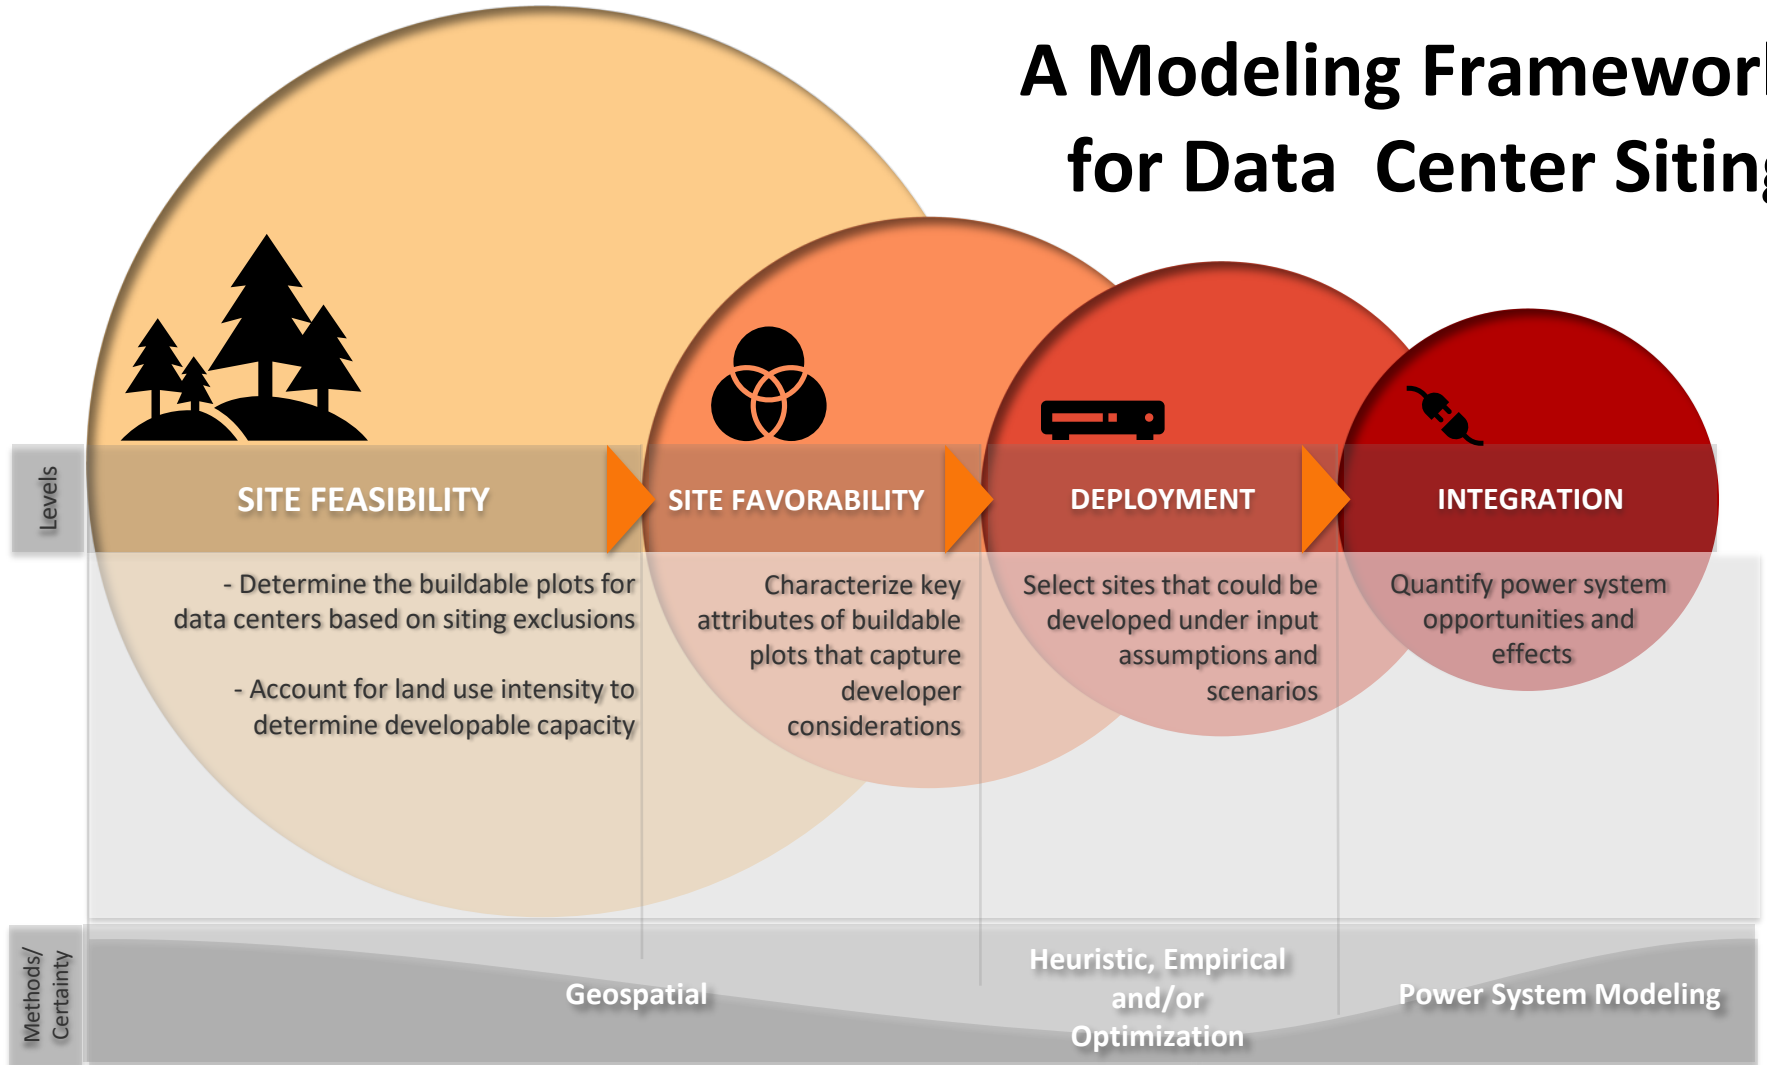 A Modeling Framework
for Data  Center Siting
Levels
SITE FEASIBILITY
SITE FAVORABILITY
DEPLOYMENT
INTEGRATION
- Determine the buildable plots for
data centers based on siting exclusions
- Account for land use intensity to
determine developable capacity
Characterize key
attributes of buildable
plots that capture
developer
considerations
Select sites that could be
developed under input
assumptions and
scenarios
Quantify power system
opportunities and
effects
Methods/
Certainty
Geospatial
Heuristic, Empirical
and/or
Optimization
Power System Modeling